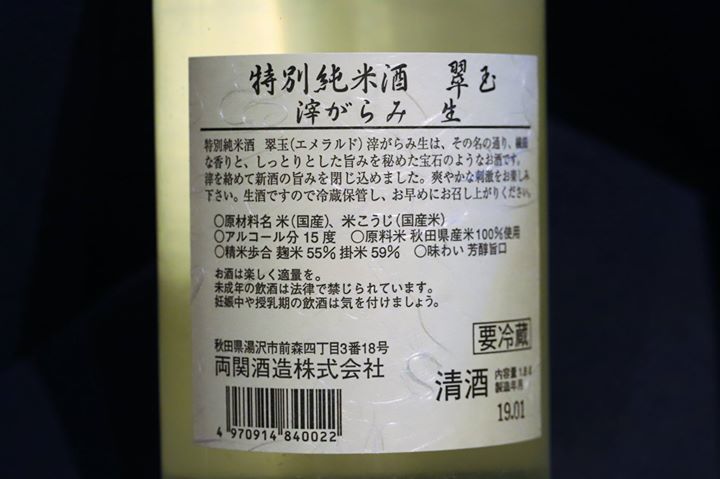 特別純米酒 翠玉
滓がらみ 生
特別純米酒 翠玉(エメラルド)滓がらみ生は、その名の通り、繊細
な香りと、しっとりとした旨みを秘めた宝石のようなお酒です。
滓を絡めて新酒の旨みを閉じ込めました。爽やかな刺激をお楽しみ
下さい。生酒ですので冷蔵保管し、お早めにお召し上がりください。
○原材料名 米(国産)、米こうじ(国産米)
○アルコール分 15度 ○原料米 秋田県産米100%使用
○精米歩合 麹米 55% 掛米 59% ○味わい 芳醇旨口
お酒は楽しく適量を。
未成年の飲酒は法律で禁じられています。
妊娠中や授乳期の飲酒は気を付けましょう。
要冷蔵
秋田県湯沢市前森四丁目3番18号
両関酒造株式会社
清酒
内容量 1.8
製造年月
19.01
4 970914 840022